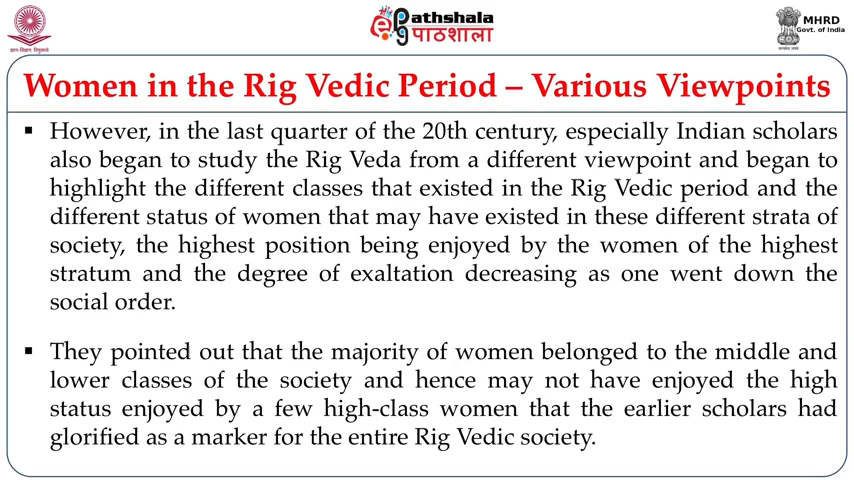 ePathshala
पाठशाला
MHRD
Govt. of India
Women in the Rig Vedic Period – Various Viewpoints
▪ However, in the last quarter of the 20th century, especially Indian scholars
also began to study the Rig Veda from a different viewpoint and began to
highlight the different classes that existed in the Rig Vedic period and the
different status of women that may have existed in these different strata of
society, the highest position being enjoyed by the women of the highest
stratum and the degree of exaltation decreasing as one went down the
social order.
▪ They pointed out that the majority of women belonged to the middle and
lower classes of the society and hence may not have enjoyed the high
status enjoyed by a few high-class women that the earlier scholars had
glorified as a marker for the entire Rig Vedic society.